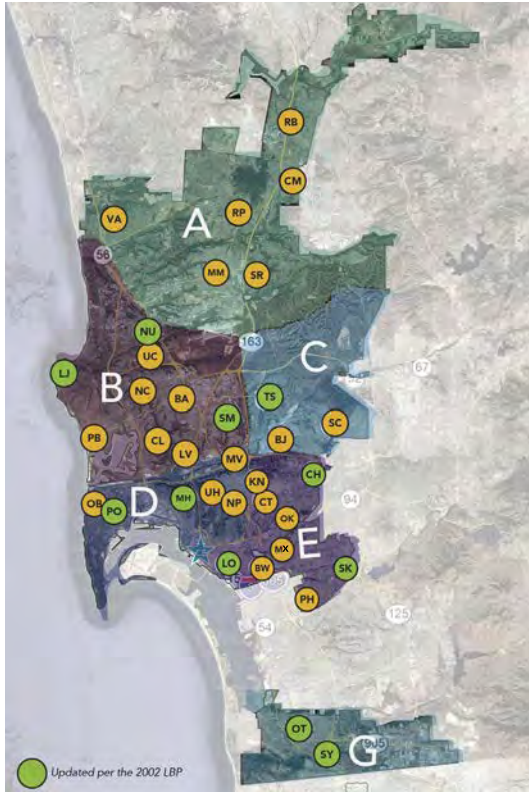 RB
CM
RP
VA
A
MM
SR
56
NU
163
UC
C
67
LJ
B
52
TS
NC
BA
SM
SC
PB
CL
BJ
LV
MV
CH
KN
MH
UH
94
OB
PO
D
NP
CT
OK
E
MX
LO
BW
SK
PH
125
54
OT
905
SY
G
Updated per the 2002 LBP